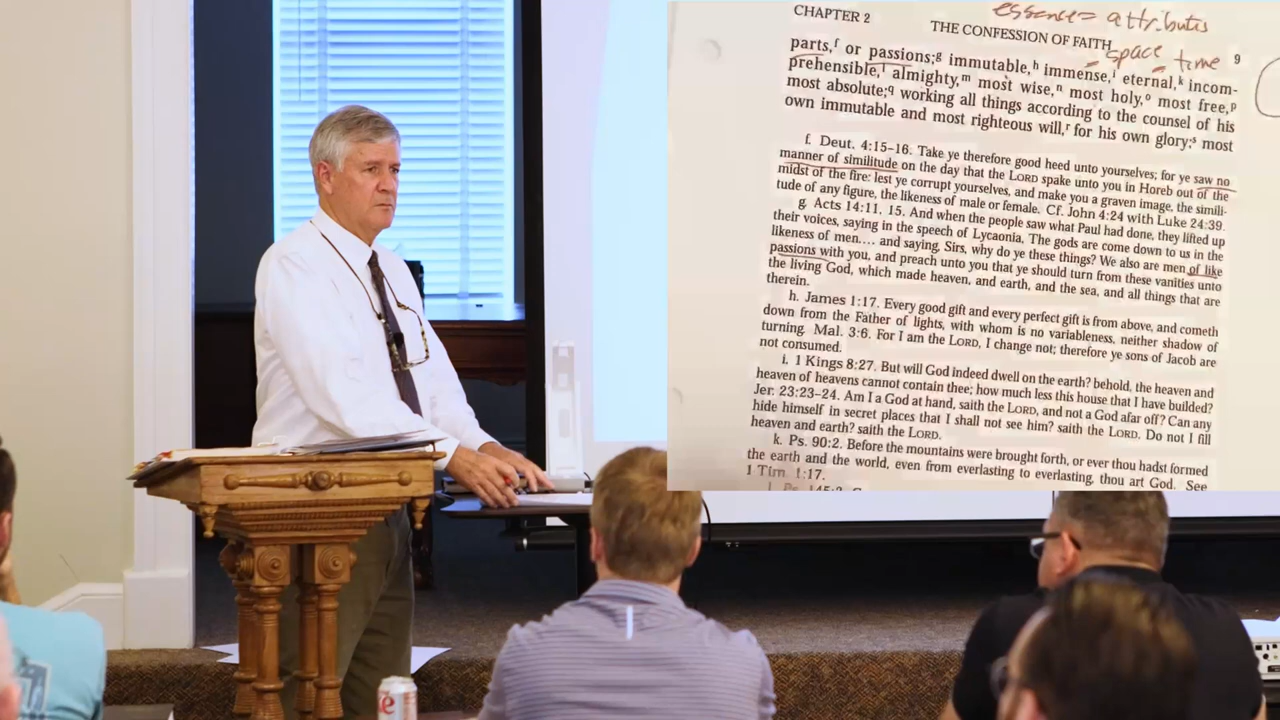 essence = attributes
CHAPTER 2
THE CONFESSION OF FAITH
9
space time
parts,f or passions;g immutable,h immense,i eternal,k incom-
prehensible,l almighty,m most wise,n most holy,o most free,p
most absolute;q working all things according to the counsel of his
own immutable and most righteous will,r for his own glory;s most
f. Deut. 4:15–16. Take ye therefore good heed unto yourselves; for ye saw no
manner of similitude on the day that the LORD spake unto you in Horeb out of the
midst of the fire: lest ye corrupt yourselves, and make you a graven image, the simili-
tude of any figure, the likeness of male or female. Cf. John 4:24 with Luke 24:39.
g. Acts 14:11, 15. And when the people saw what Paul had done, they lifted up
their voices, saying in the speech of Lycaonia, The gods are come down to us in the
likeness of men.... and saying, Sirs, why do ye these things? We also are men of like
passions with you, and preach unto you that ye should turn from these vanities unto
the living God, which made heaven, and earth, and the sea, and all things that are
therein.
h. James 1:17. Every good gift and every perfect gift is from above, and cometh
down from the Father of lights, with whom is no variableness, neither shadow of
turning. Mal. 3:6. For I am the LORD, I change not; therefore ye sons of Jacob are
not consumed.
i. 1 Kings 8:27. But will God indeed dwell on the earth? behold, the heaven and
heaven of heavens cannot contain thee; how much less this house that I have builded?
Jer. 23:23–24. Am I a God at hand, saith the LORD, and not a God afar off? Can any
hide himself in secret places that I shall not see him? saith the LORD. Do not I fill
heaven and earth? saith the LORD.
k. Ps. 90:2. Before the mountains were brought forth, or ever thou hadst formed
the earth and the world, even from everlasting to everlasting, thou art God. See
1 Tim. 1:17.